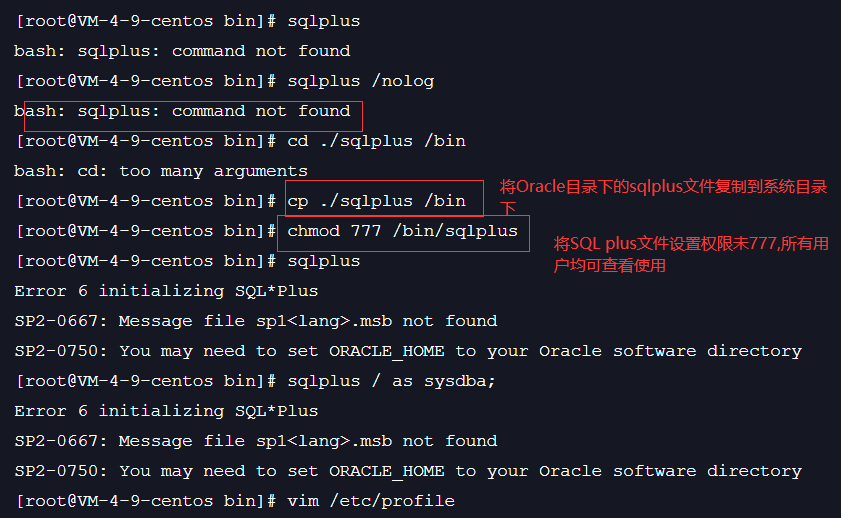 [root@VM-4-9-centos bin]# sqlplus
bash: sqlplus: command not found
[root@VM-4-9-centos bin]# sqlplus /nolog
bash: sqlplus: command not found
[root@VM-4-9-centos bin]# cd ./sqlplus /bin
bash: cd: too many arguments
[root@VM-4-9-centos bin]# cp ./sqlplus /bin
将Oracle目录下的sqlplus文件复制到系统目录
下
[root@VM-4-9-centos bin]# chmod 777 /bin/sqlplus
将SQL plus文件设置权限未777,所有用
户均可查看使用
[root@VM-4-9-centos bin]# sqlplus
Error 6 initializing SQL*Plus
SP2-0667: Message file sp1<lang>.msb not found
SP2-0750: You may need to set ORACLE_HOME to your Oracle software directory
[root@VM-4-9-centos bin]# sqlplus / as sysdba;
Error 6 initializing SQL*Plus
SP2-0667: Message file sp1<lang>.msb not found
SP2-0750: You may need to set ORACLE_HOME to your Oracle software directory
[root@VM-4-9-centos bin]# vim /etc/profile